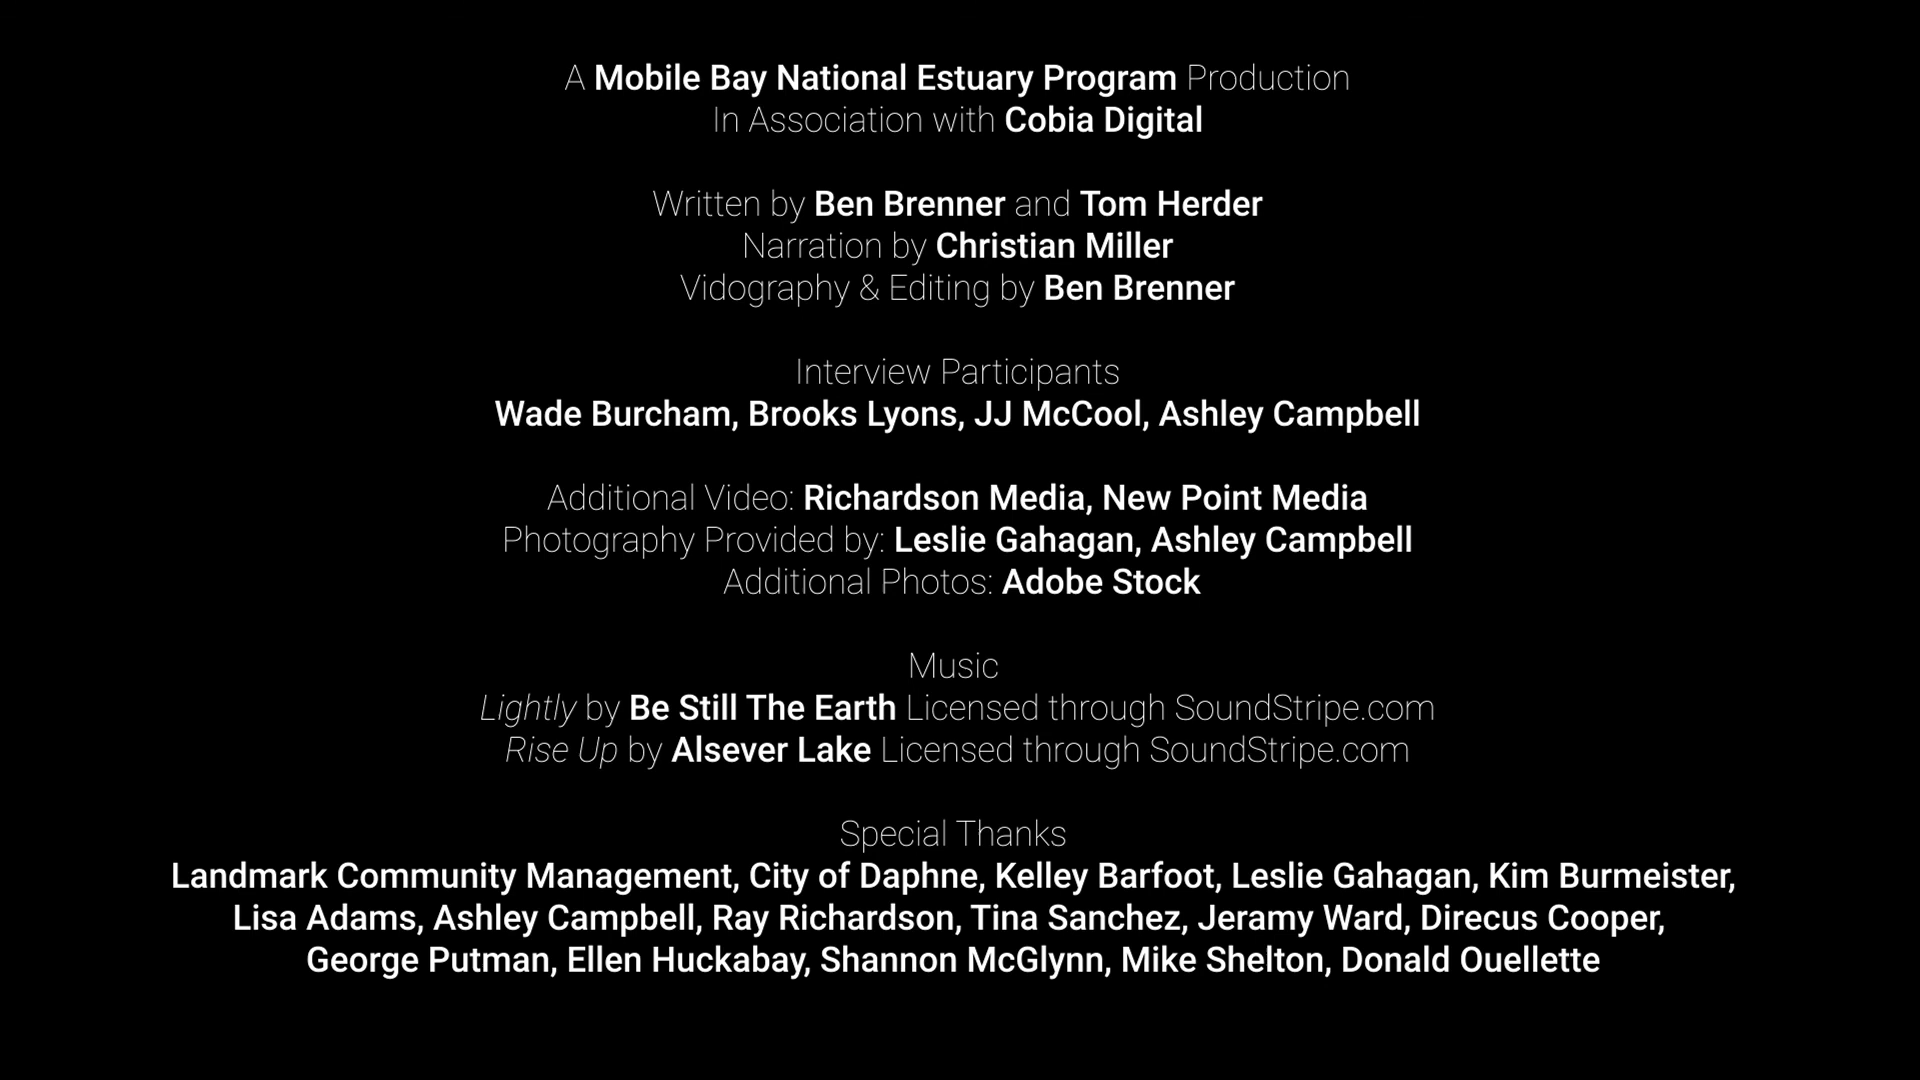 A Mobile Bay National Estuary Program Production
In Association with Cobia Digital
Written by Ben Brenner and Tom Herder
Narration by Christian Miller
Vidography & Editing by Ben Brenner
Interview Participants
Wade Burcham, Brooks Lyons, JJ McCool, Ashley Campbell
Additional Video: Richardson Media, New Point Media
Photography Provided by: Leslie Gahagan, Ashley Campbell
Additional Photos: Adobe Stock
Music
Lightly by Be Still The Earth Licensed through SoundStripe.com
Rise Up by Alsever Lake Licensed through SoundStripe.com
Special Thanks
Landmark Community Management, City of Daphne, Kelley Barfoot, Leslie Gahagan, Kim Burmeister,
Lisa Adams, Ashley Campbell, Ray Richardson, Tina Sanchez, Jeramy Ward, Direcus Cooper,
George Putman, Ellen Huckabay, Shannon McGlynn, Mike Shelton, Donald Ouellette